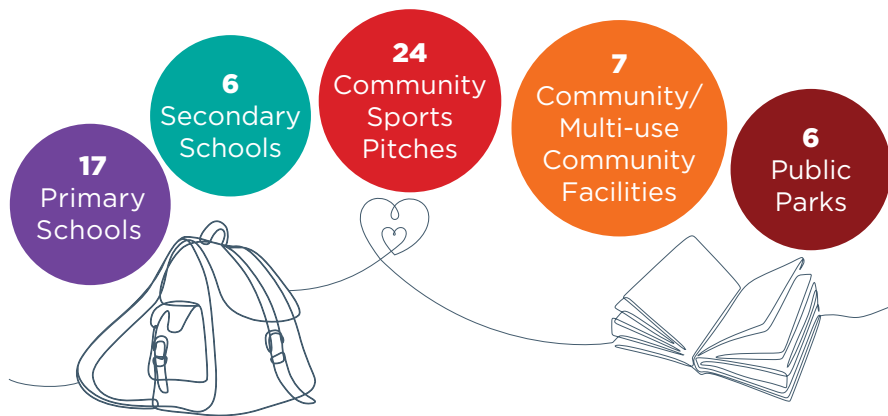 17
Primary
Schools
6
Secondary
Schools
24
Community
Sports
Pitches
7
Community/
Multi-use
Community
Facilities
6
Public
Parks